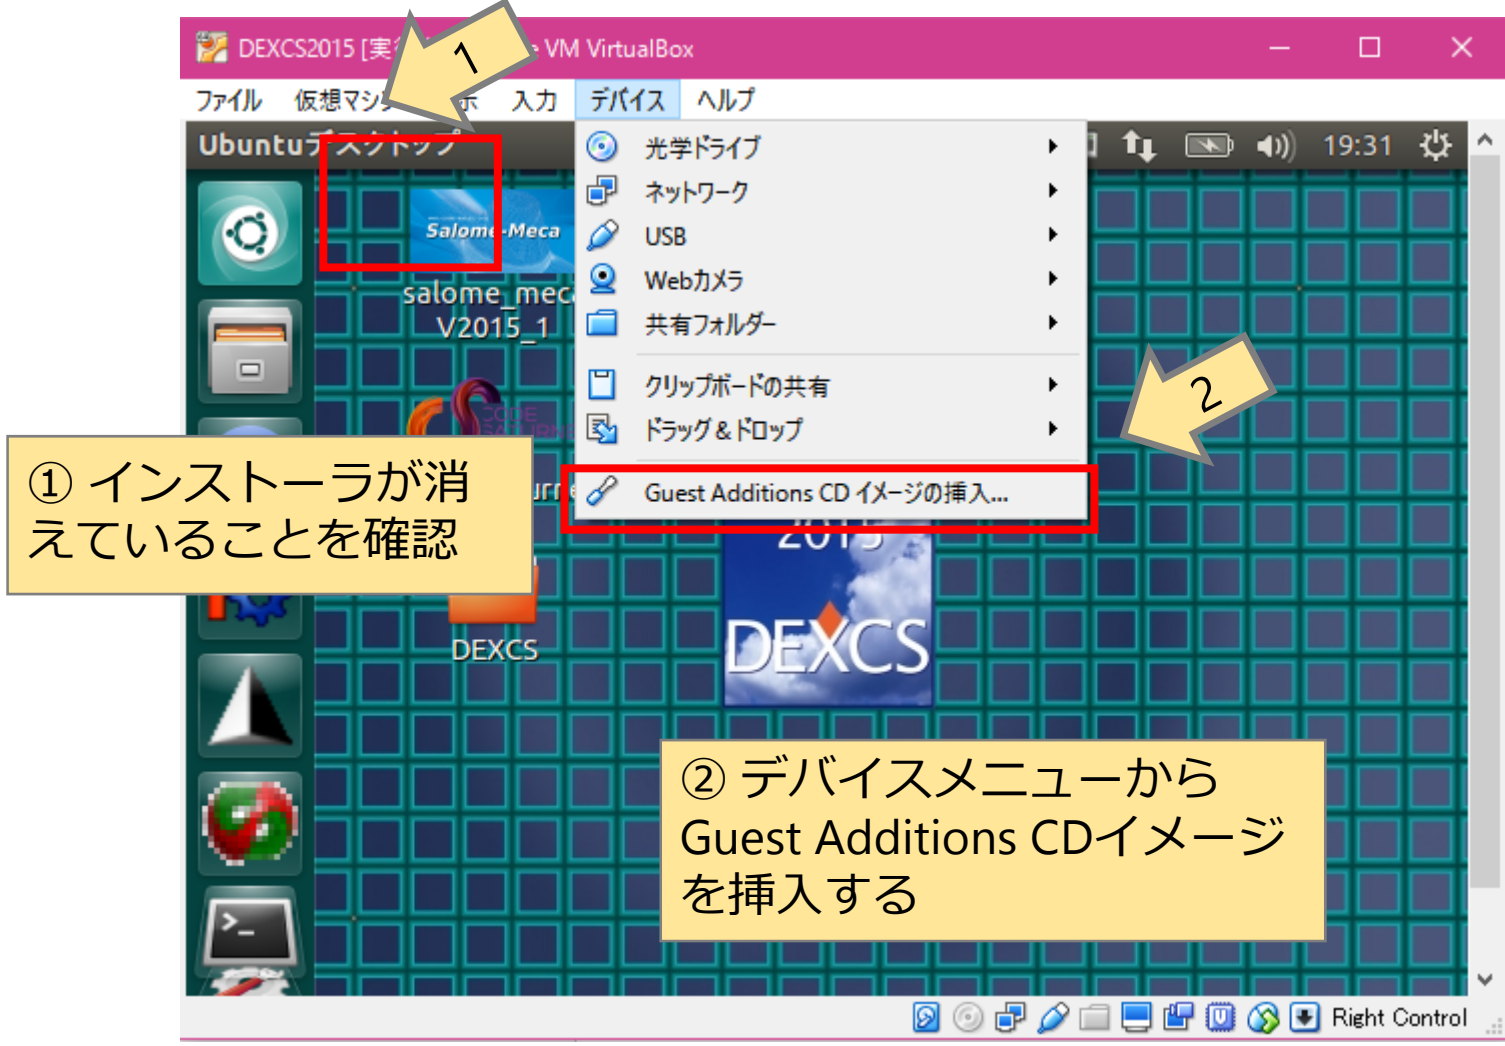 DEXCS2015 [実 VM VirtualBox
1
ファイル 仮想マシン 入力 デバイス ヘルプ
Ubuntuデスクトップ
19:31
光学ドライブ
ネットワーク
USB
Webカメラ
共有フォルダー
クリップボードの共有
ドラッグ & ドロップ
Guest Additions CD イメージの挿入...
2
Salome-Meca
salome_mec
V2015_1
CODE
SATURN
① インストーラが消
えていることを確認
2015
DEXCS
DEXCS
② デバイスメニューから
Guest Additions CDイメージ
を挿入する
>_
Right Control